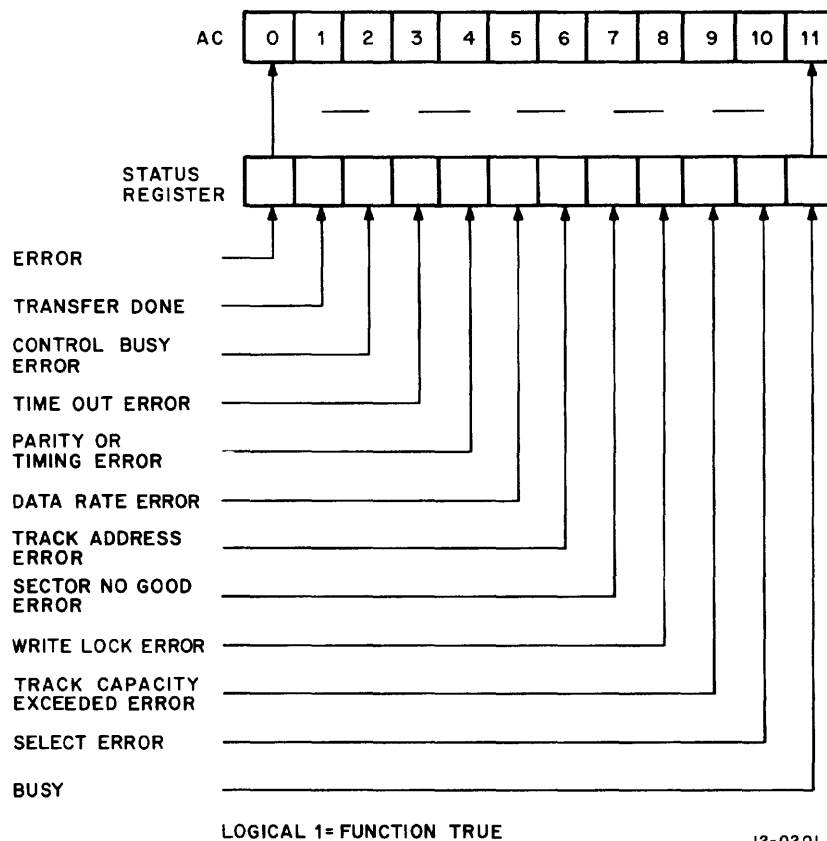 AC 0 1 2 3 4 5 6 7 8 9 10 11
STATUS
REGISTER
ERROR
TRANSFER DONE
CONTROL BUSY
ERROR
TIME OUT ERROR
PARITY OR
TIMING ERROR
DATA RATE ERROR
TRACK ADDRESS
ERROR
SECTOR NO GOOD
ERROR
WRITE LOCK ERROR
TRACK CAPACITY
EXCEEDED ERROR
SELECT ERROR
BUSY
LOGICAL 1= FUNCTION TRUE